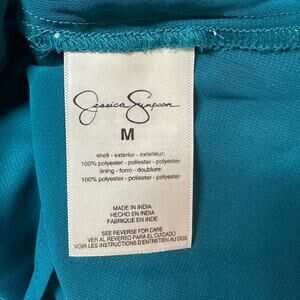 Jessica Simpson
M
shell - exterior - exterieur:
100% polyester - poliester - polyester
lining - forro - doublure:
100% polyester - poliester - polyester
MADE IN INDIA
HECHO EN INDIA
FABRIQUE EN INDE
SEE REVERSE FOR CARE
VER AL REVERSO PARA EL CUIDADO
VOIR LES INSTRUCTIONS D'ENTRETIEN AU DOS